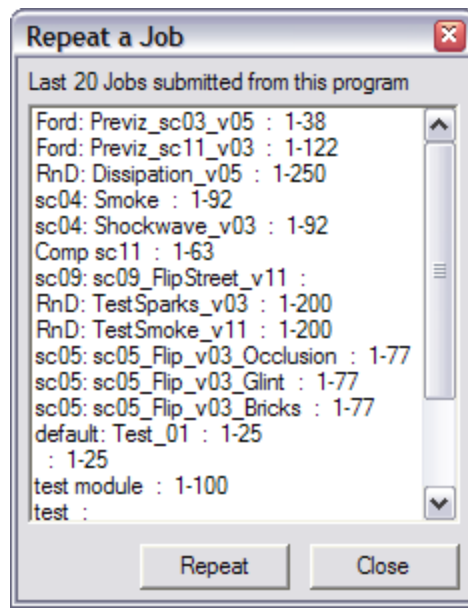 Repeat a Job
Last 20 Jobs submitted from this program
Ford: Previz_sc03_v05 : 1-38
Ford: Previz_sc11_v03 : 1-122
RnD: Dissipation_v05 : 1-250
sc04: Smoke : 1-92
sc04: Shockwave_v03 : 1-92
Comp sc11 : 1-63
sc09: sc09_FlipStreet_v11 :
RnD: TestSparks_v03 : 1-200
RnD: TestSmoke_v11 : 1-200
sc05: sc05_Flip_v03_Occlusion : 1-77
sc05: sc05_Flip_v03_Glint : 1-77
sc05: sc05_Flip_v03_Bricks : 1-77
default: Test_01 : 1-25
: 1-25
test module : 1-100
test :
Repeat Close